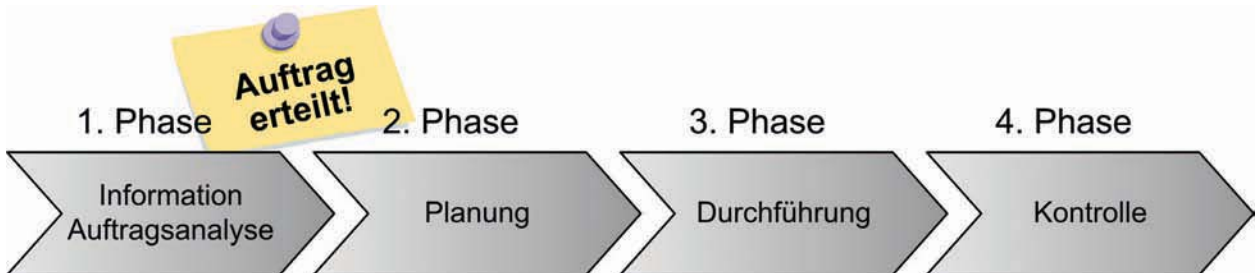 Auftrag
erteilt!
1. Phase
2. Phase
3. Phase
4. Phase
Information
Auftragsanalyse
Planung
Durchführung
Kontrolle